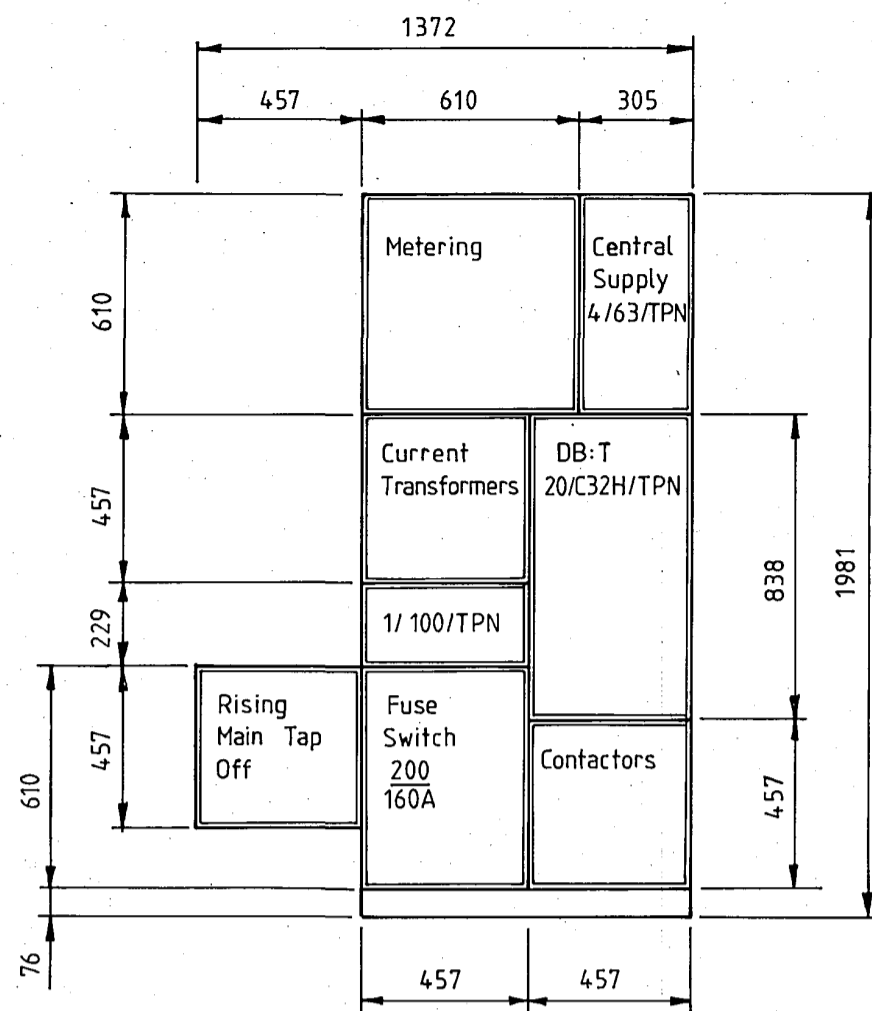 1372
457
610
305
Metering
Central
Supply
4/63/TPN
610
Current
Transformers
DB:T
20/C32H/TPN
457
838
1981
229
1/100/TPN
Rising
Main Tap
Off
Fuse
Switch
200
160A
Contactors
457
610
457
76
457
457